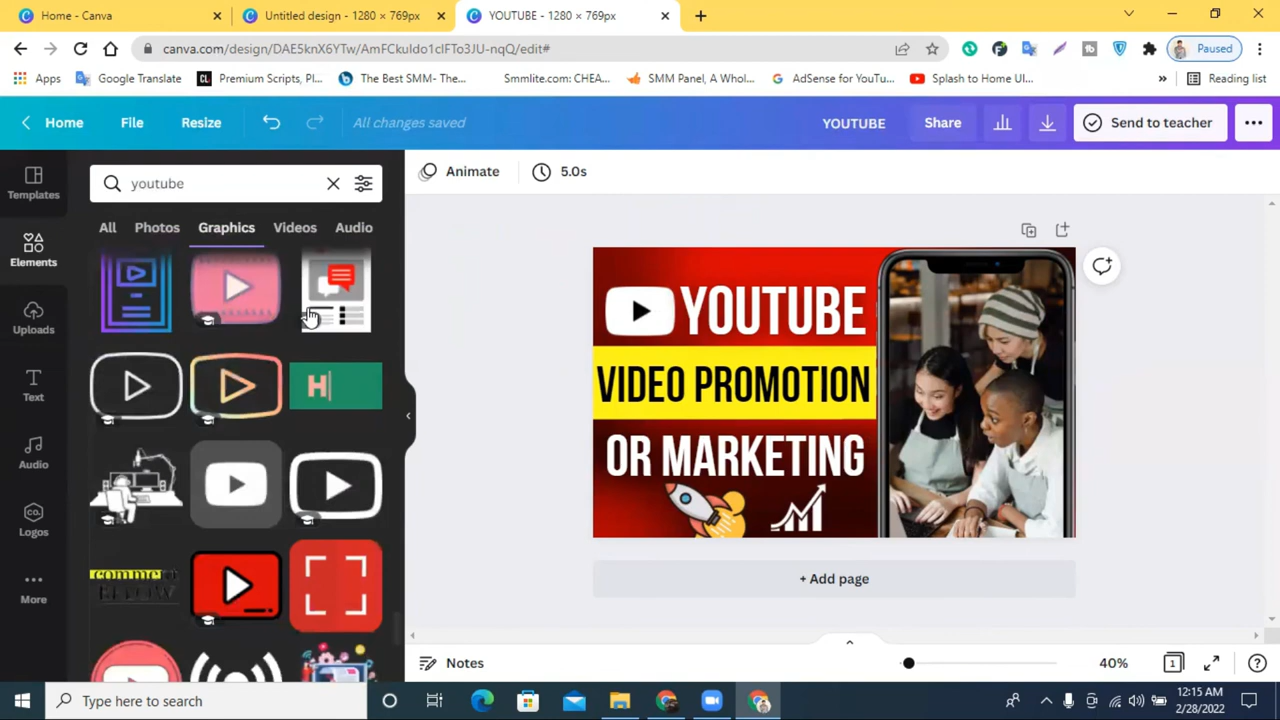 Home - Canva
Untitled design - 1280 × 769px
YOUTUBE - 1280 × 769px
canva.com/design/DAE5knX6YTw/AmFCkuIdo1cIFTo3JU-nqQ/edit#
Paused
Apps
Google Translate
Premium Scripts, Pl...
The Best SMM- The...
Smmlite.com: CHEA...
SMM Panel, A Whol...
AdSense for YouTu...
Splash to Home UI...
Reading list
Home
File
Resize
All changes saved
YOUTUBE
Share
Send to teacher
Templates
Elements
Uploads
Text
Audio
Logos
More
youtube
All
Photos
Graphics
Videos
Audio
H
comme
BELOW
Animate
5.0s
YOUTUBE
VIDEO PROMOTION
OR MARKETING
+ Add page
Notes
40%
1
Type here to search
12:15 AM
2/28/2022